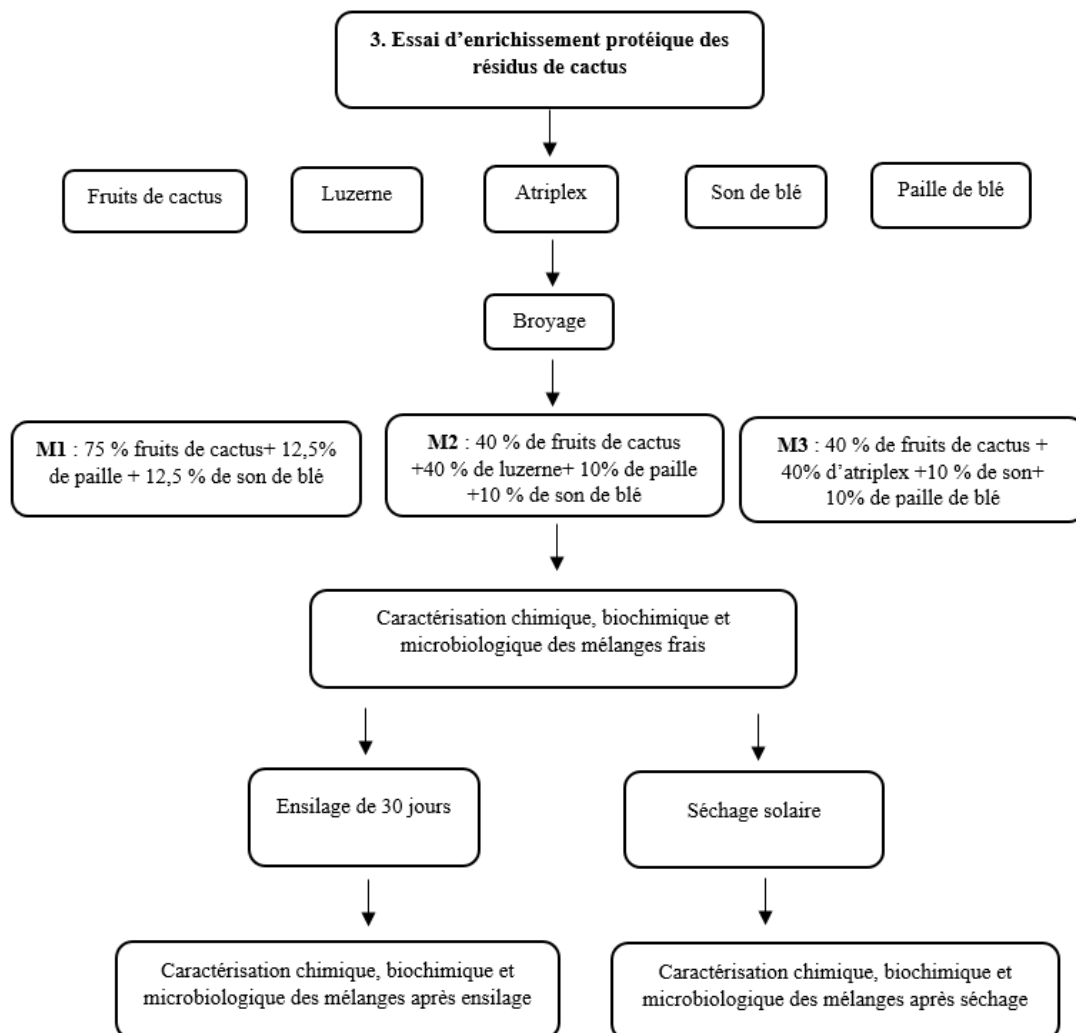 3. Essai d'enrichissement protéique des
résidus de cactus
Fruits de cactus
Luzerne
Atriplex
Son de blé
Paille de blé
Broyage
M1 : 75 % fruits de cactus+ 12,5%
de paille + 12,5 % de son de blé
M2 : 40 % de fruits de cactus
+40 % de luzerne+ 10% de paille
+10 % de son de blé
M3 : 40 % de fruits de cactus +
40% d'atriplex +10 % de son+
10% de paille de blé
Caractérisation chimique, biochimique et
microbiologique des mélanges frais
Ensilage de 30 jours
Séchage solaire
Caractérisation chimique, biochimique et
microbiologique des mélanges après ensilage
Caractérisation chimique, biochimique et
microbiologique des mélanges après séchage